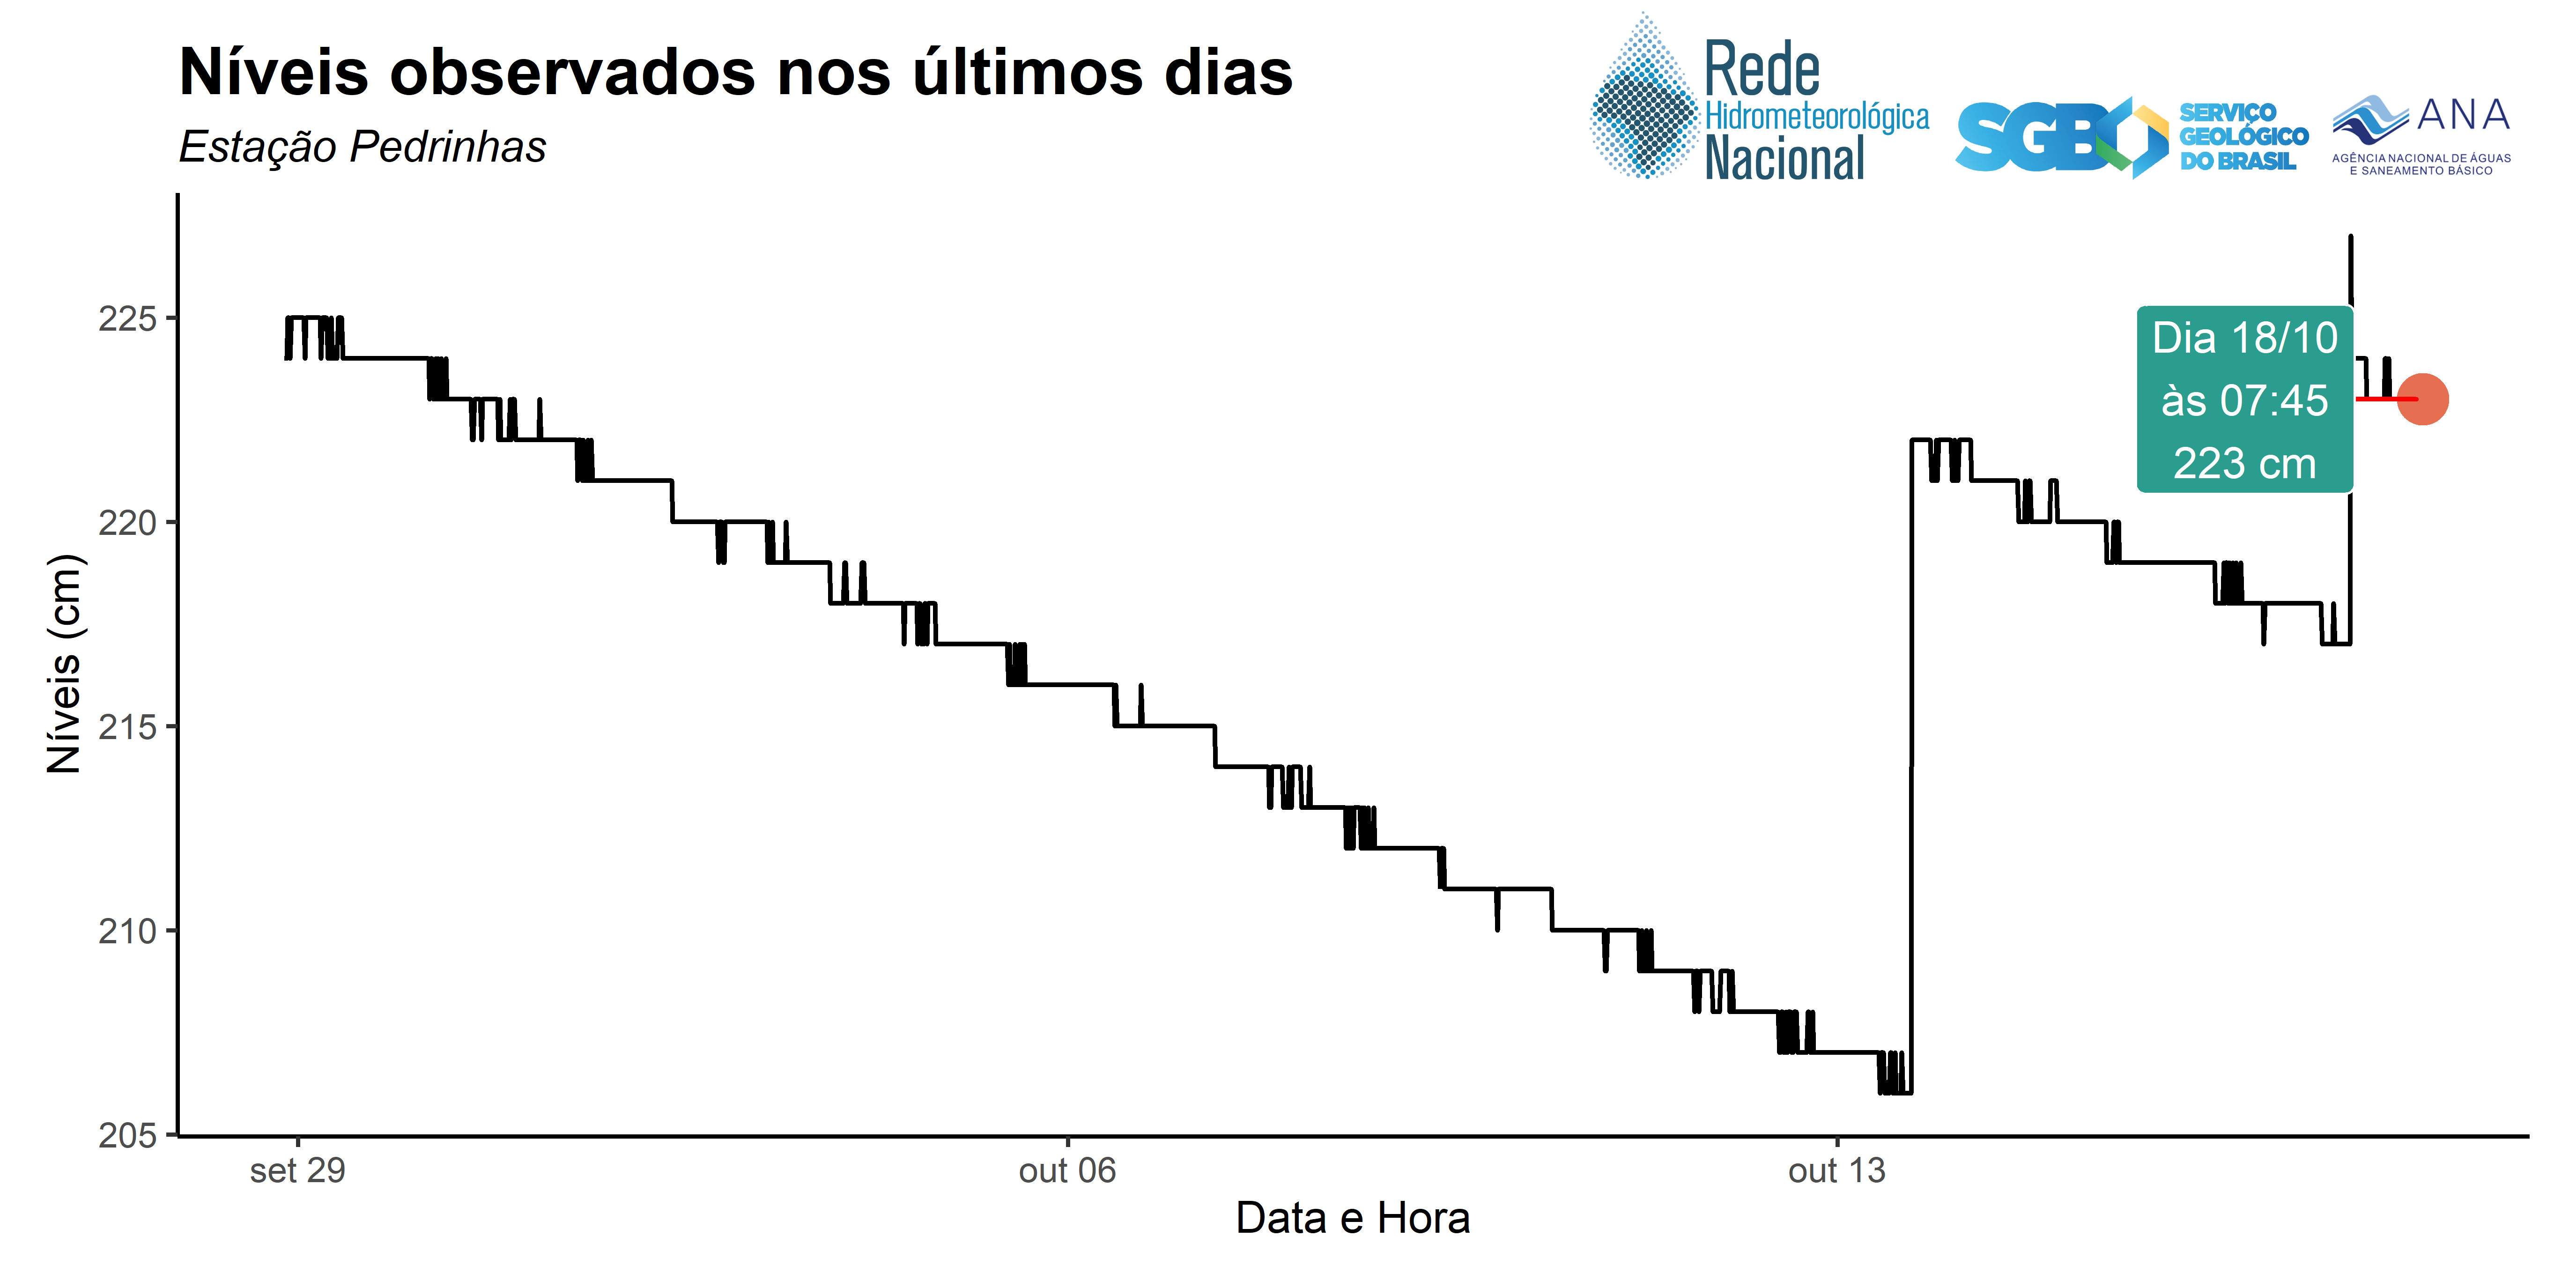 Níveis observados nos últimos dias
Estação Pedrinhas
Rede
Hidrometeorológica
Nacional
SGB
SERVIÇO
GEOLÓGICO
DO BRASIL
ANA
AGÊNCIA NACIONAL DE ÁGUAS
E SANEAMENTO BÁSICO
Níveis (cm)
225
220
215
210
205
Dia 18/10
às 07:45
223 cm
set 29
out 06
out 13
Data e Hora